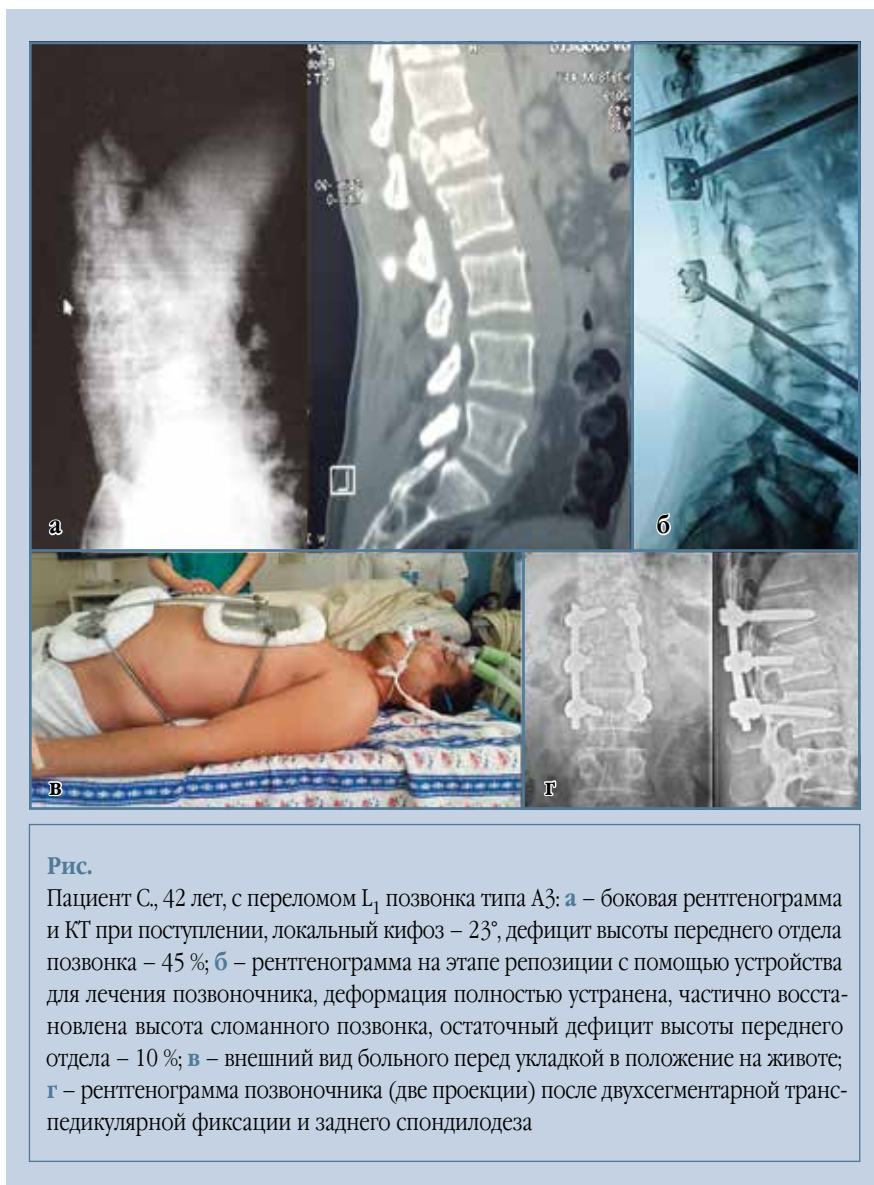 а
б
в
г
Рис.
Пациент С., 42 лет, с переломом L₁ позвонка типа А3: а – боковая рентгенограмма
и КТ при поступлении, локальный кифоз – 23°, дефицит высоты переднего отдела
позвонка – 45 %; б – рентгенограмма на этапе репозиции с помощью устройства
для лечения позвоночника, деформация полностью устранена, частично восста-
новлена высота сломанного позвонка, остаточный дефицит высоты переднего
отдела – 10 %; в – внешний вид больного перед укладкой в положение на животе;
г – рентгенограмма позвоночника (две проекции) после двухсегментарной транс-
педикулярной фиксации и заднего спондилодеза